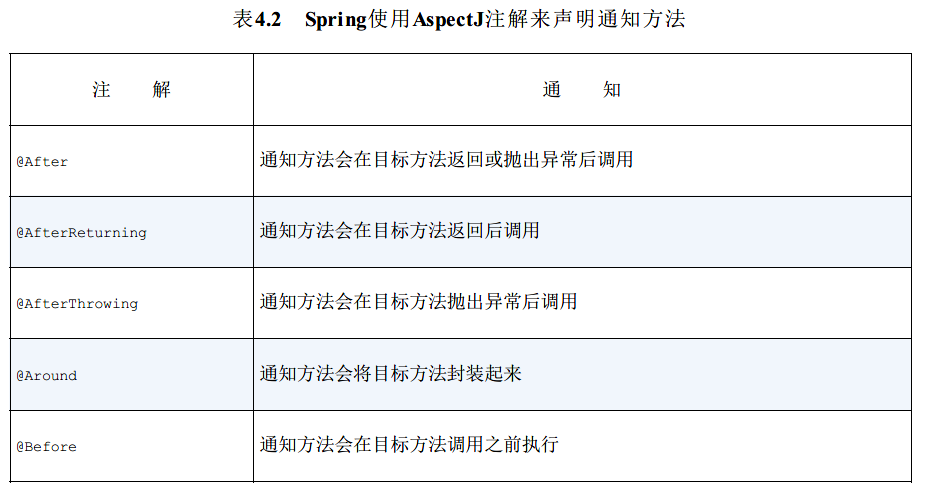 表4.2 Spring使用AspectJ注解来声明通知方法
注 解 通 知
@After 通知方法会在目标方法返回或抛出异常后调用
@AfterReturning 通知方法会在目标方法返回后调用
@AfterThrowing 通知方法会在目标方法抛出异常后调用
@Around 通知方法会将目标方法封装起来
@Before 通知方法会在目标方法调用之前执行